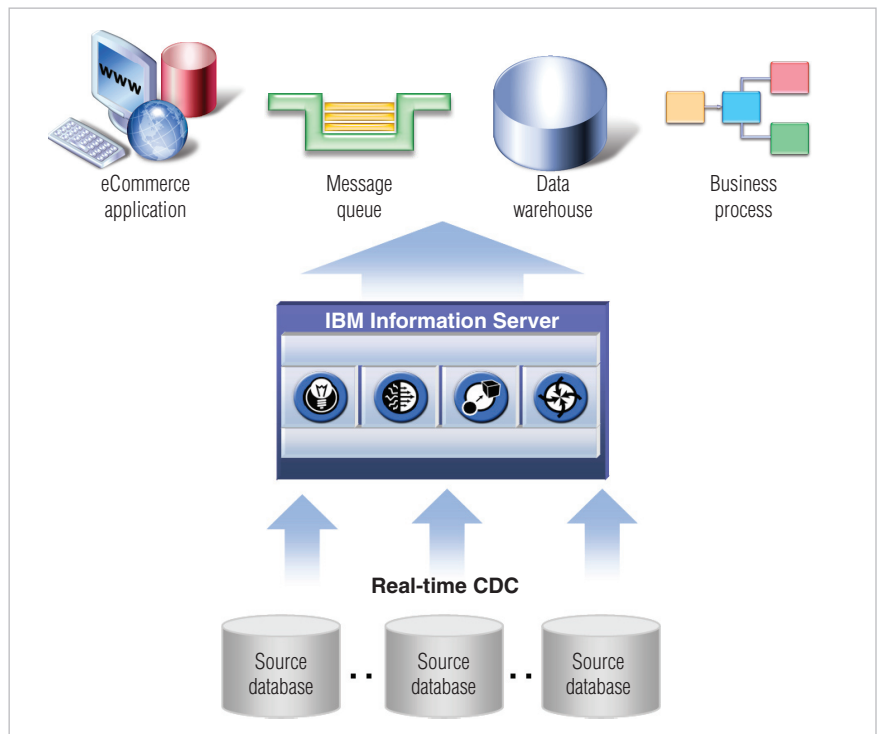 www
eCommerce
application
Message
queue
Data
warehouse
Business
process
IBM Information Server
Real-time CDC
Source
database
..
Source
database
..
Source
database